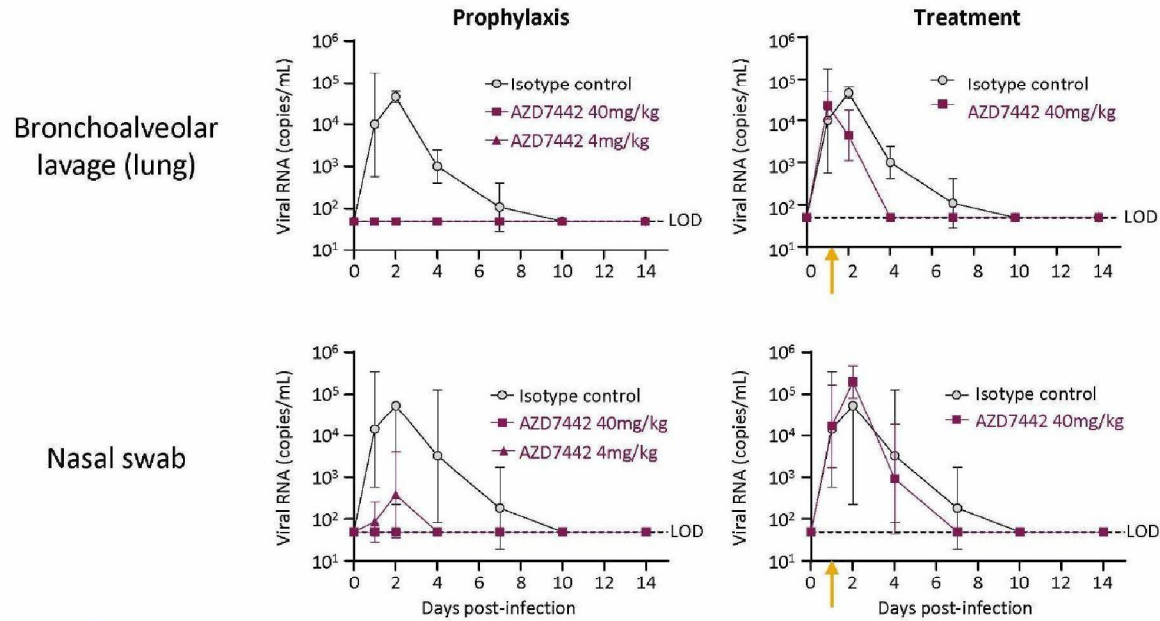 Prophylaxis
Treatment
Bronchoalveolar
lavage (lung)
Viral RNA (copies/mL)
10⁶
10⁵
10⁴
10³
10²
10¹
Isotype control
AZD7442 40mg/kg
AZD7442 4mg/kg
LOD
0 2 4 6 8 10 12 14
Viral RNA (copies/mL)
10⁶
10⁵
10⁴
10³
10²
10¹
Isotype control
AZD7442 40mg/kg
LOD
0 2 4 6 8 10 12 14
Nasal swab
Viral RNA (copies/mL)
10⁶
10⁵
10⁴
10³
10²
10¹
Isotype control
AZD7442 40mg/kg
AZD7442 4mg/kg
LOD
0 2 4 6 8 10 12 14
Days post-infection
Viral RNA (copies/mL)
10⁶
10⁵
10⁴
10³
10²
10¹
Isotype control
AZD7442 40mg/kg
LOD
0 2 4 6 8 10 12 14
Days post-infection